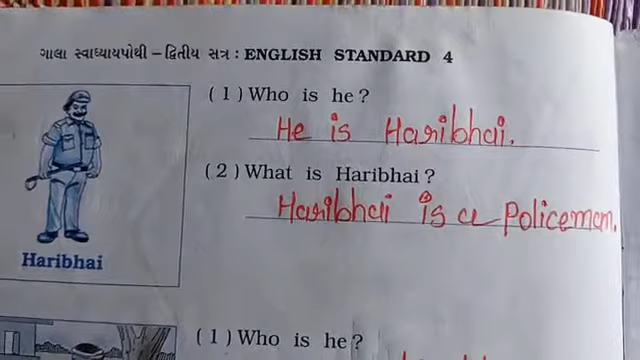 ગાલા સ્વાધ્યાયપોથી – દ્વિતીય સત્ર : ENGLISH STANDARD 4
( 1 ) Who is he ?
He is Haribhai.
( 2 ) What is Haribhai ?
Haribhai is a Policeman.
Haribhai
( 1 ) Who is he ?